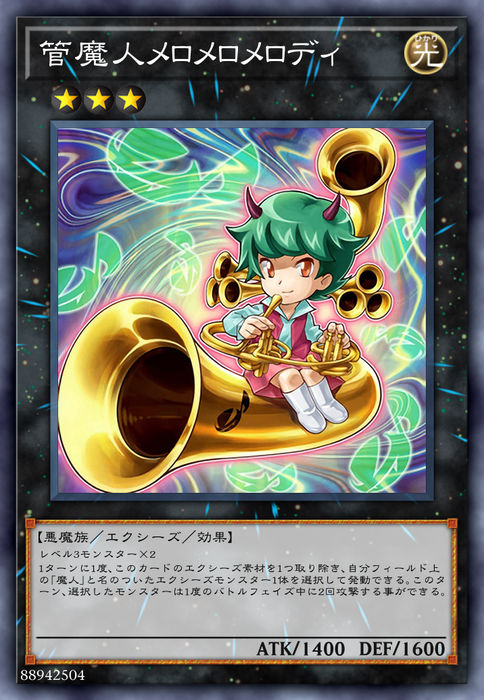 管魔人メロメロメロディ
ひかり
光
【悪魔族／エクシーズ／効果】
レベル3モンスター×2
1ターンに1度、このカードのエクシーズ素材を1つ取り除き、自分フィールド上
の「魔人」と名のついたエクシーズモンスター1体を選択して発動できる。このタ
ーン、選択したモンスターは1度のバトルフェイズ中に2回攻撃する事ができる。
ATK/1400 DEF/1600
88942504